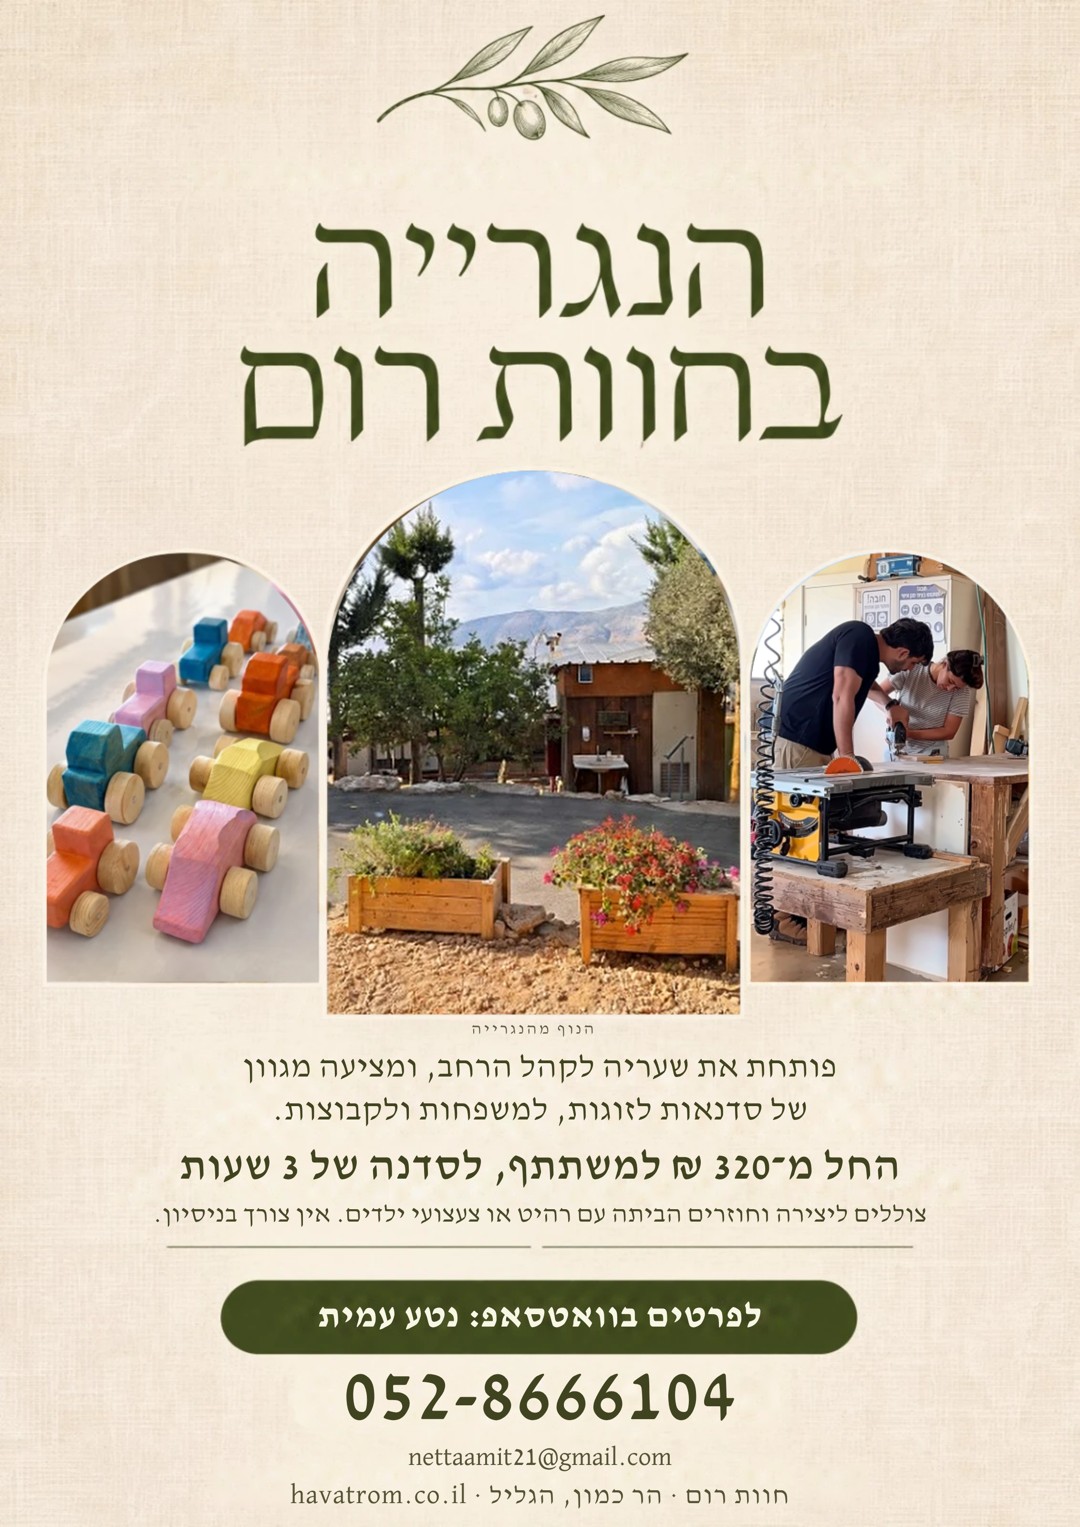 הנגרייה
בחוות רום
חובה!
הנוף מהנגרייה
פותחת את שעריה לקהל הרחב, ומציעה מגוון
של סדנאות לזוגות, למשפחות ולקבוצות.
החל מ־320 ₪ למשתתף, לסדנה של 3 שעות
צוללים ליצירה וחוזרים הביתה עם רהיט או צעצועי ילדים. אין צורך בניסיון.
לפרטים בוואטסאפ: נטע עמית
052-8666104
nettaamit21@gmail.com
חוות רום · הר כמון, הגליל · havatrom.co.il